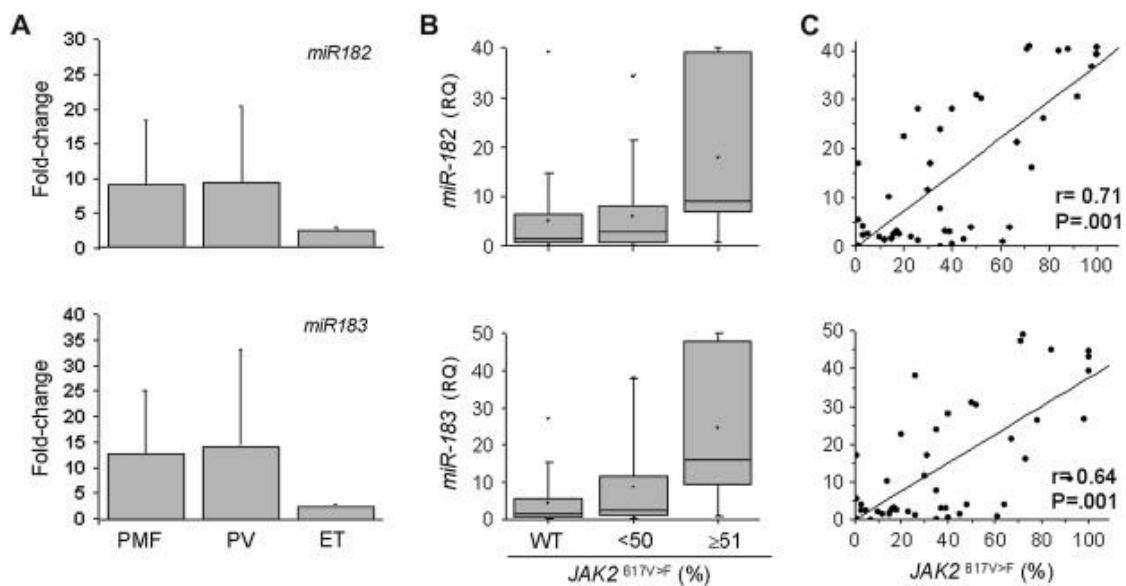 A
B
C
30
25
20
15
10
5
0
Fold-change
miR182
40
30
20
10
0
miR-182 (RQ)
40
30
20
10
0
0 20 40 60 80 100
r= 0.71
P=.001
40
35
30
25
20
15
10
5
0
Fold-change
miR183
PMF PV ET
50
40
30
20
10
0
miR-183 (RQ)
WT <50 ≥51
JAK2 617V>F (%)
50
40
30
20
10
0
0 20 40 60 80 100
r= 0.64
P=.001
JAK2 617V>F (%)